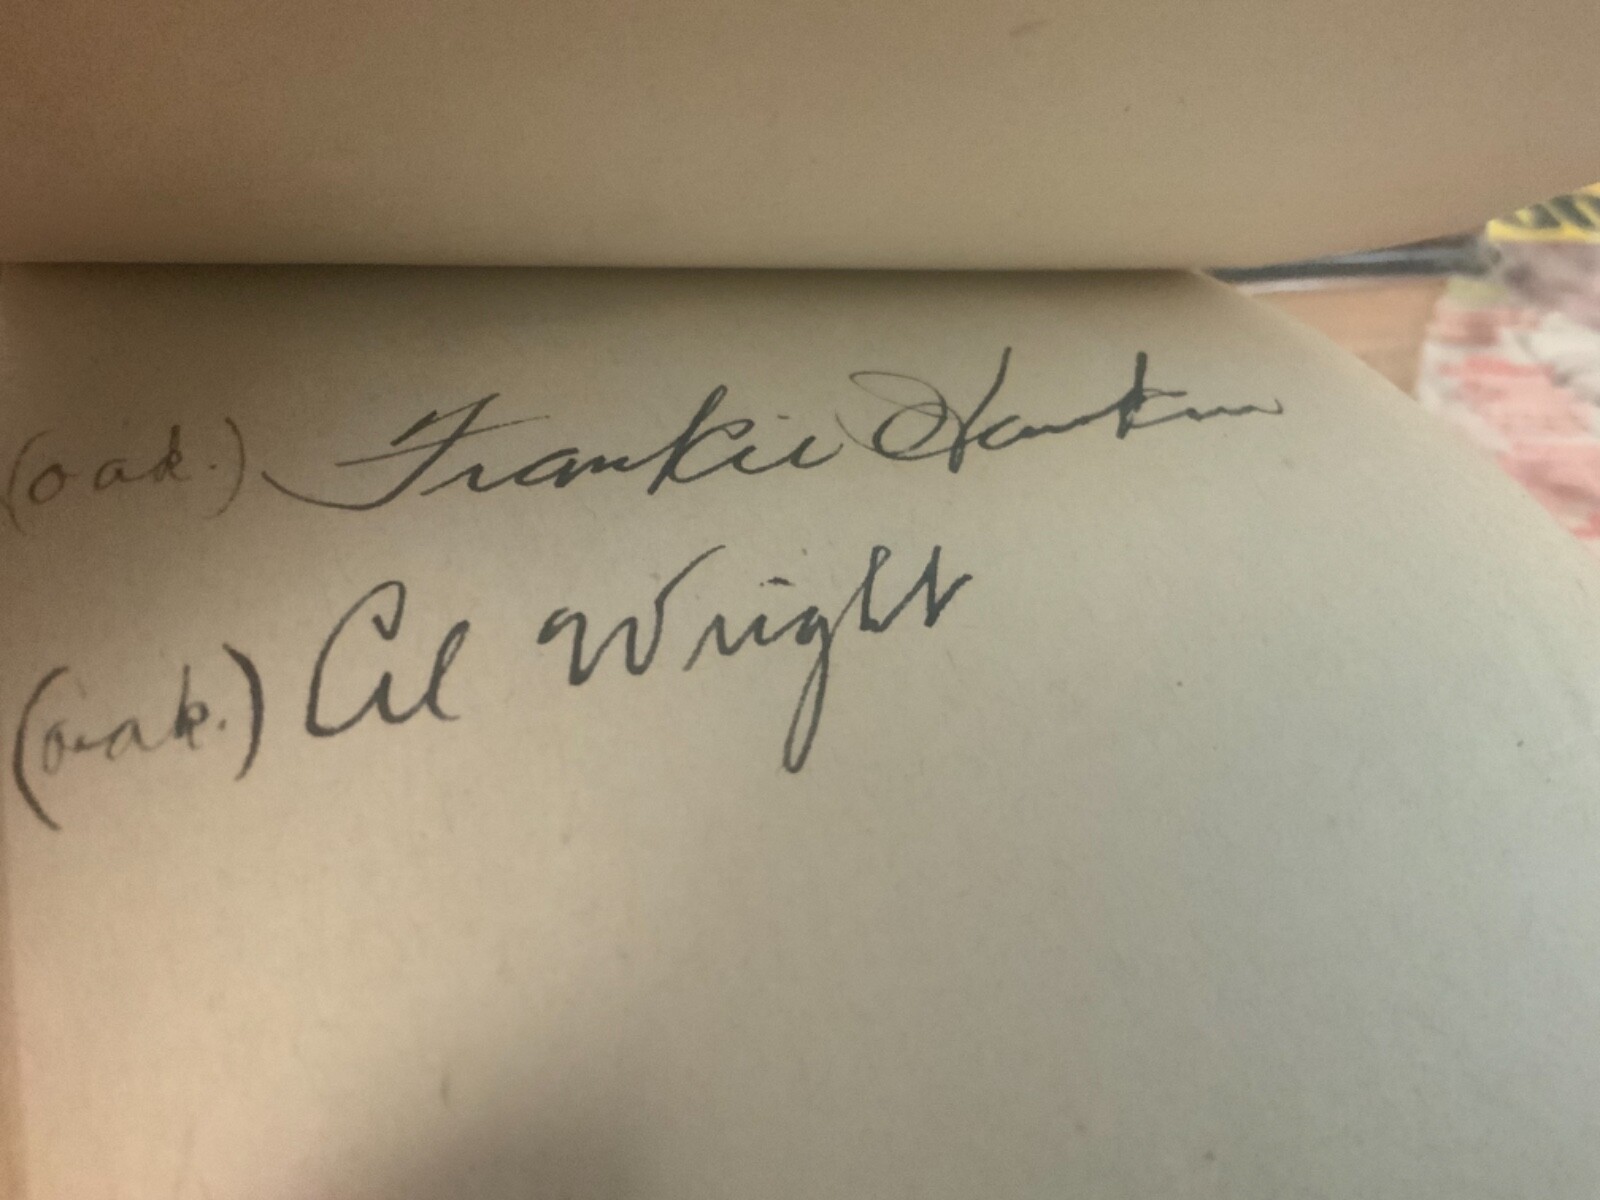 (oak.) Frankie Hawkins
(oak.) Al Wright